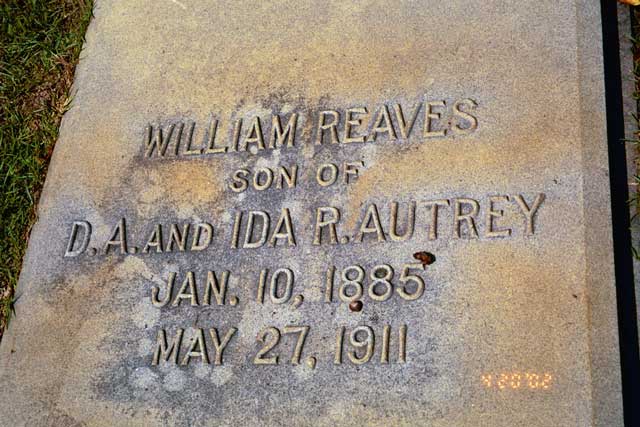 WILLIAM REAVES
SON OF
D. A. AND IDA R. AUTREY
JAN. 10, 1885
MAY 27, 1911
4·20'02